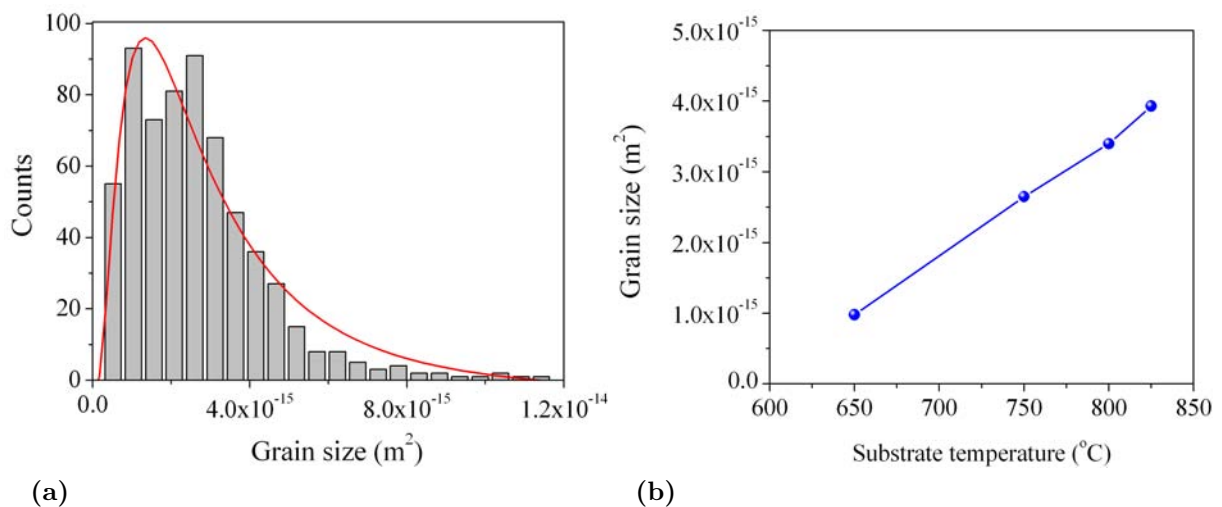 100
80
60
40
20
0
Counts
0.0
4.0x10⁻¹⁵
8.0x10⁻¹⁵
1.2x10⁻¹⁴
Grain size (m²)
(a)
5.0x10⁻¹⁵
4.0x10⁻¹⁵
3.0x10⁻¹⁵
2.0x10⁻¹⁵
1.0x10⁻¹⁵
0.0
Grain size (m²)
600
650
700
750
800
850
Substrate temperature (°C)
(b)